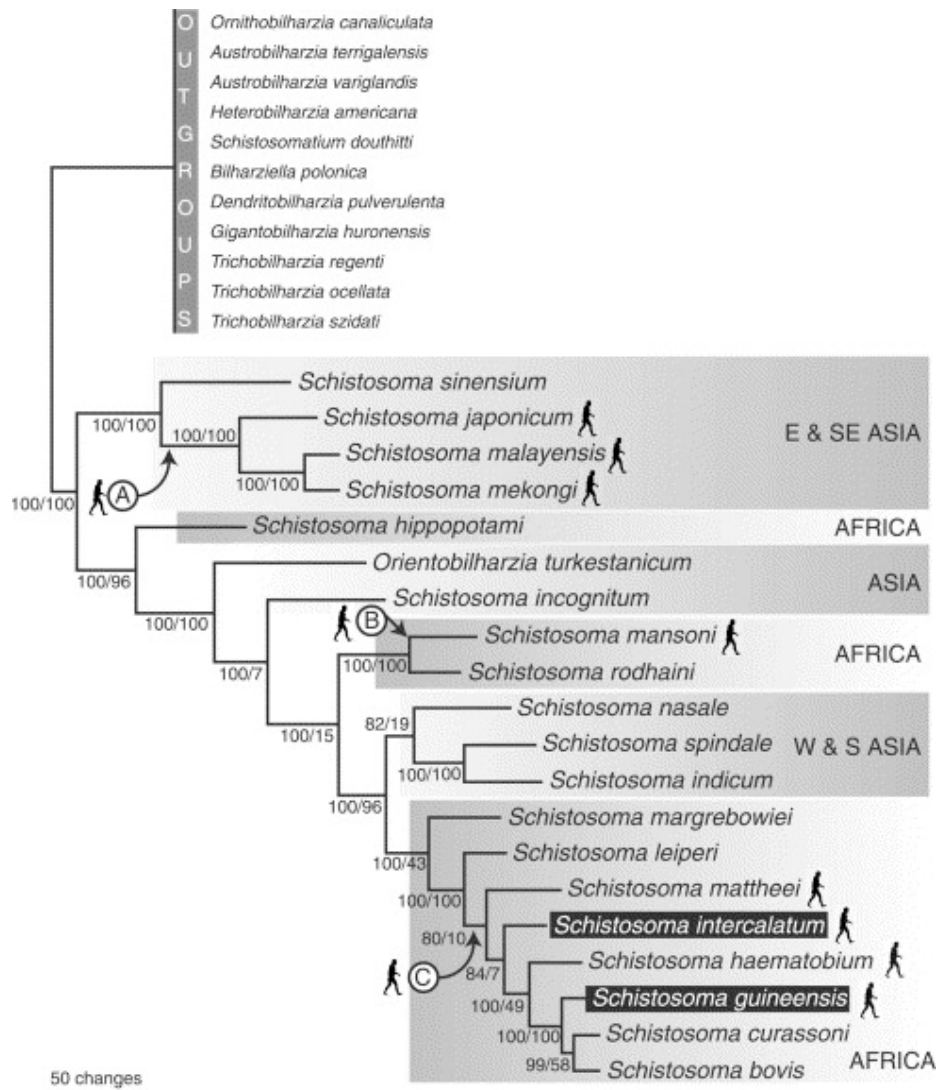 OUTGROUPS
Ornithobilharzia canaliculata
Austrobilharzia terrigalensis
Austrobilharzia variglandis
Heterobilharzia americana
Schistosomatium douthitti
Bilharziella polonica
Dendritobilharzia pulverulenta
Gigantobilharzia huronensis
Trichobilharzia regenti
Trichobilharzia ocellata
Trichobilharzia szidati
Schistosoma sinensium
100/100
Schistosoma japonicum
100/100
E & SE ASIA
Schistosoma malayensis
100/100
Schistosoma mekongi
A
100/100
Schistosoma hippopotami
AFRICA
100/96
Orientobilharzia turkestanicum
ASIA
100/100
Schistosoma incognitum
B
Schistosoma mansoni
AFRICA
100/7
100/100
Schistosoma rodhaini
Schistosoma nasale
82/19
100/15
Schistosoma spindale
W & S ASIA
100/100
Schistosoma indicum
100/96
Schistosoma margrebowiei
100/43
Schistosoma leiperi
100/100
Schistosoma mattheei
Schistosoma intercalatum
80/10
C
84/7
Schistosoma haematobium
100/49
Schistosoma guineensis
100/100
Schistosoma curassoni
99/58
Schistosoma bovis
AFRICA
50 changes